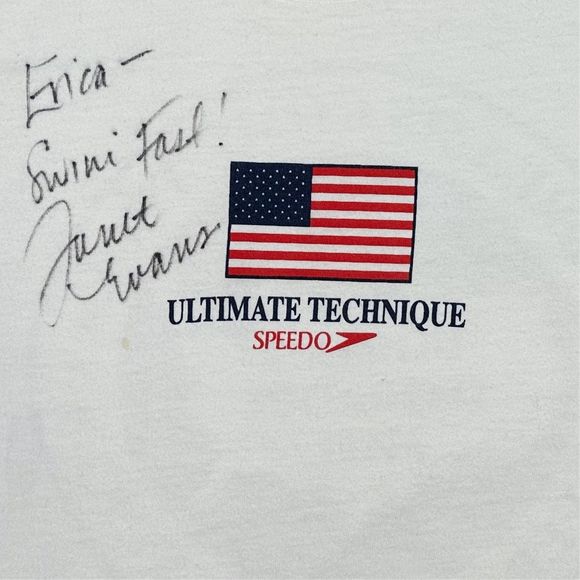 Erica-
Swim Fast!
Janet
Evans
ULTIMATE TECHNIQUE
SPEEDO